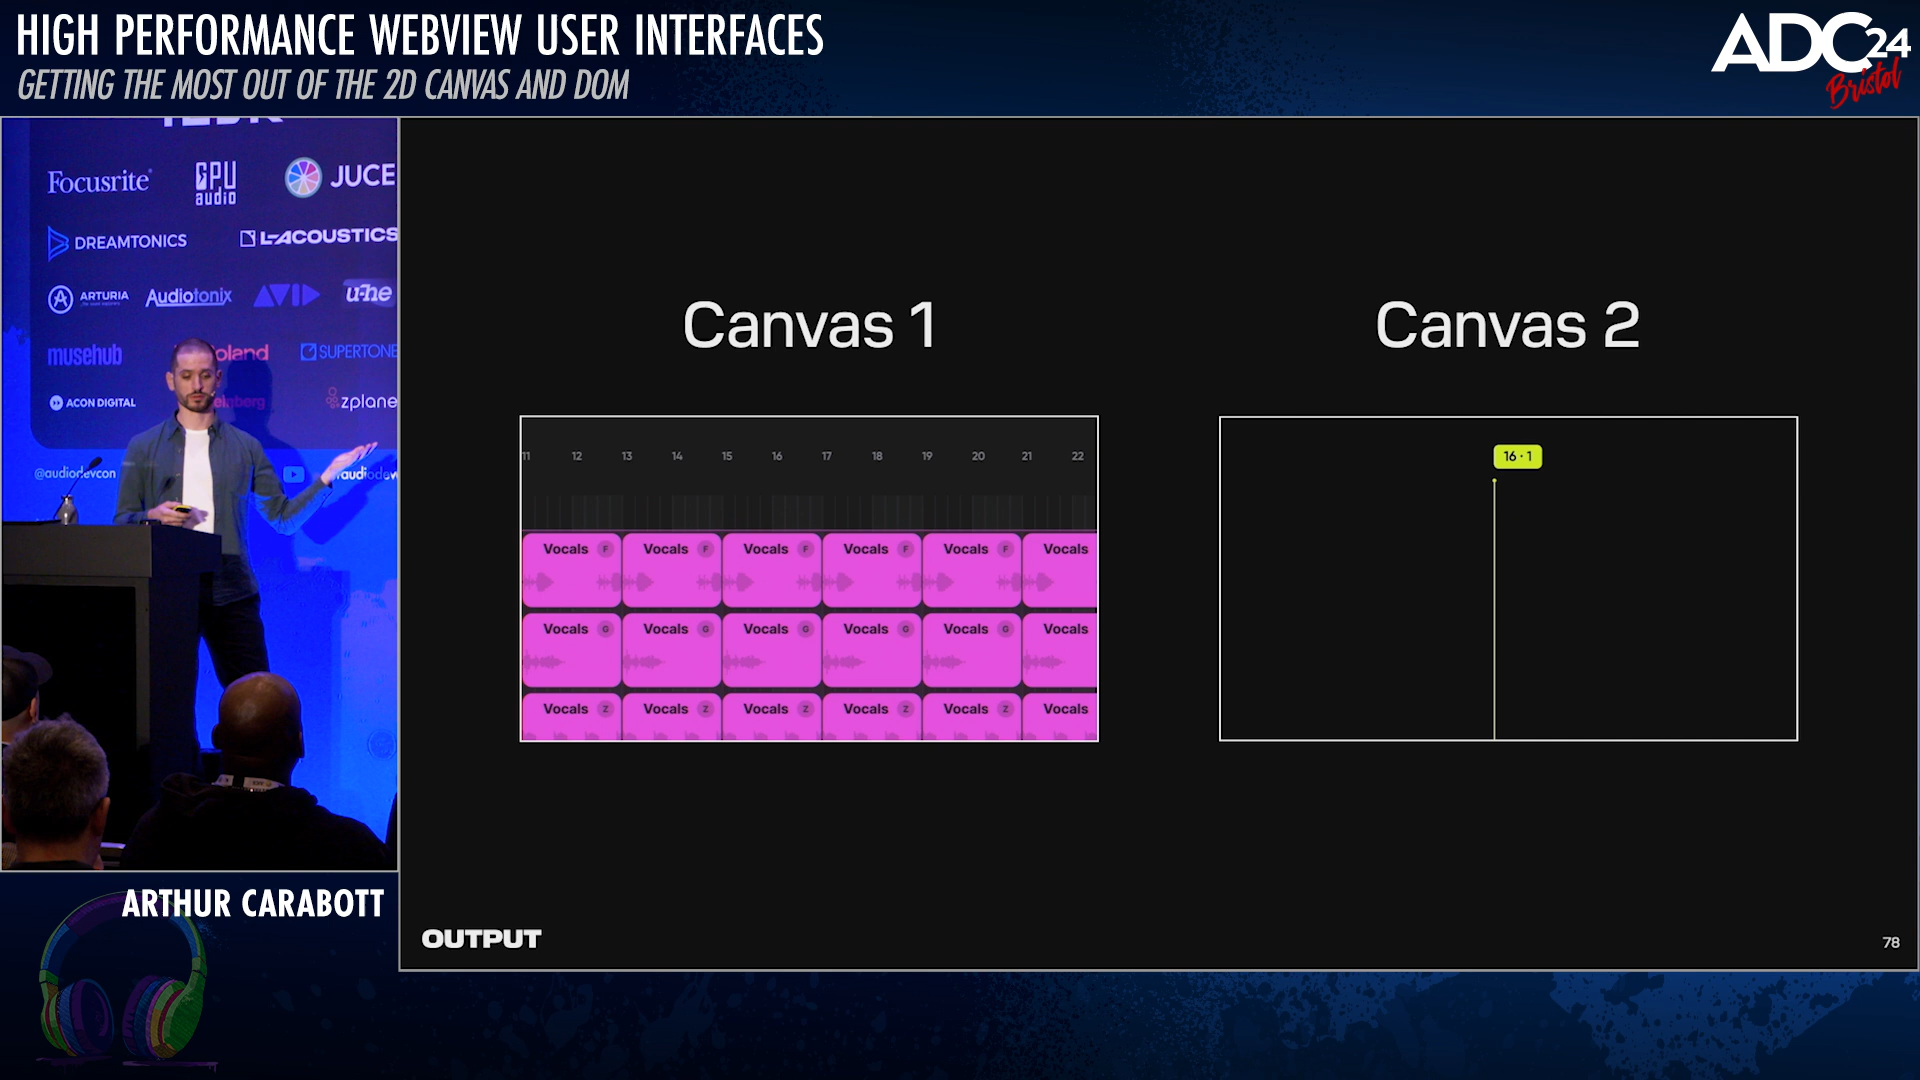 HIGH PERFORMANCE WEBVIEW USER INTERFACES
GETTING THE MOST OUT OF THE 2D CANVAS AND DOM
ADC24
Bristol
Focusrite
GPU audio
JUCE
DREAMTONICS
L-ACOUSTICS
ARTURIA
Audiotonix
AVID
u-he
musehub
Roland
SUPERTONE
ACON DIGITAL
zplane
@audiodevcon
Canvas 1
Canvas 2
11 12 13 14 15 16 17 18 19 20 21 22
16 · 1
Vocals F Vocals F Vocals F Vocals F Vocals F Vocals
Vocals G Vocals G Vocals G Vocals G Vocals G Vocals
Vocals Z Vocals Z Vocals Z Vocals Z Vocals Z Vocals
ARTHUR CARABOTT
OUTPUT
78